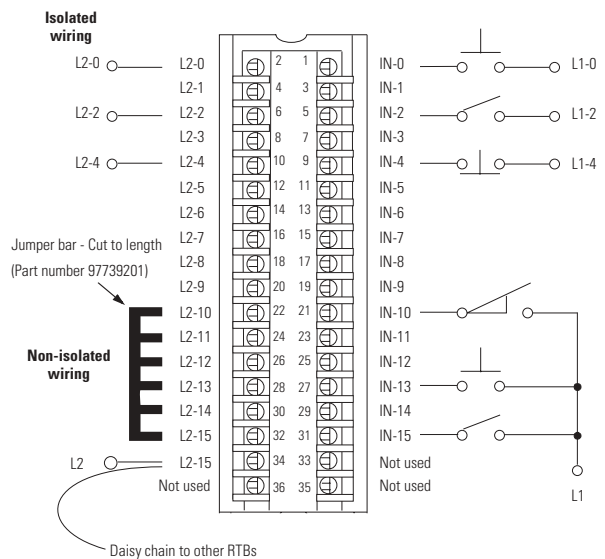 Isolated
wiring
L2-0 L2-0 2 1 IN-0 L1-0
L2-1 4 3 IN-1
L2-2 L2-2 6 5 IN-2 L1-2
L2-3 8 7 IN-3
L2-4 L2-4 10 9 IN-4 L1-4
L2-5 12 11 IN-5
L2-6 14 13 IN-6
L2-7 16 15 IN-7
Jumper bar - Cut to length
(Part number 97739201)
L2-8 18 17 IN-8
L2-9 20 19 IN-9
L2-10 22 21 IN-10
L2-11 24 23 IN-11
Non-isolated
wiring
L2-12 26 25 IN-12
L2-13 28 27 IN-13
L2-14 30 29 IN-14
L2-15 32 31 IN-15
L2 L2-15 34 33 Not used
Not used 36 35 Not used
L1
Daisy chain to other RTBs